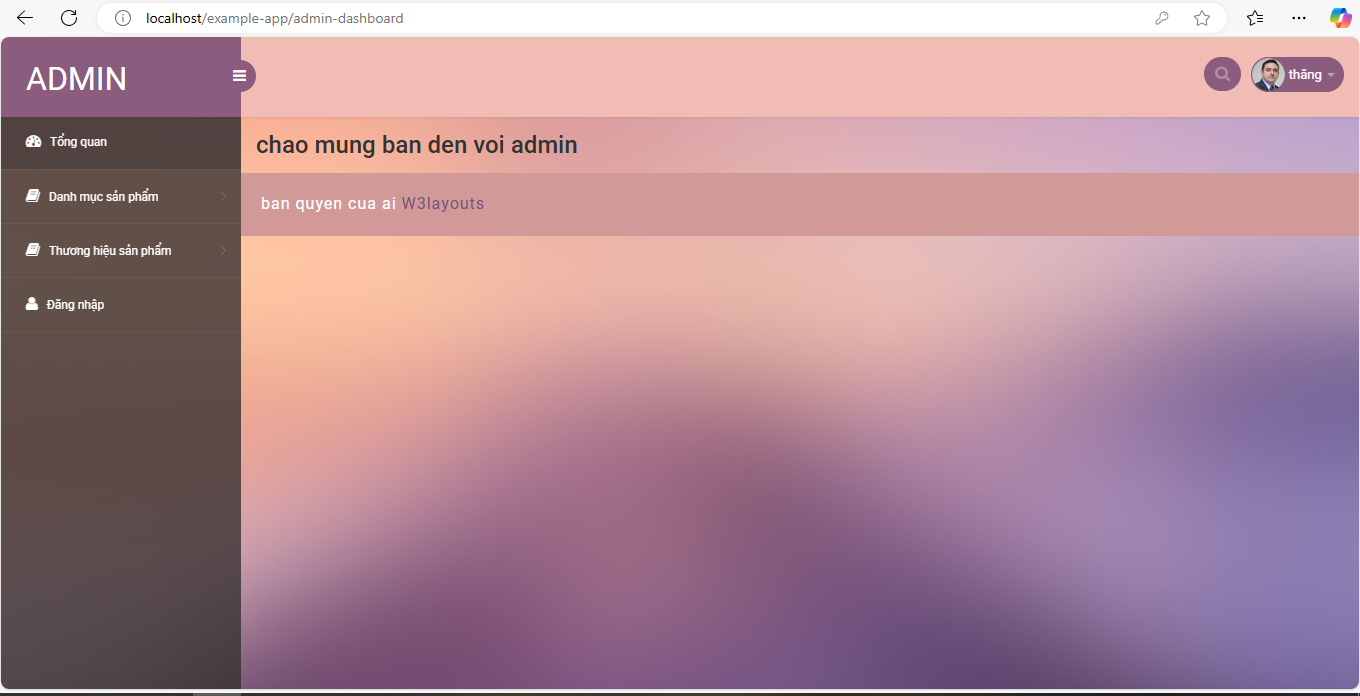 localhost/example-app/admin-dashboard
ADMIN
thăng
Tổng quan
Danh mục sản phẩm
Thương hiệu sản phẩm
Đăng nhập
chao mung ban den voi admin
ban quyen cua ai W3layouts